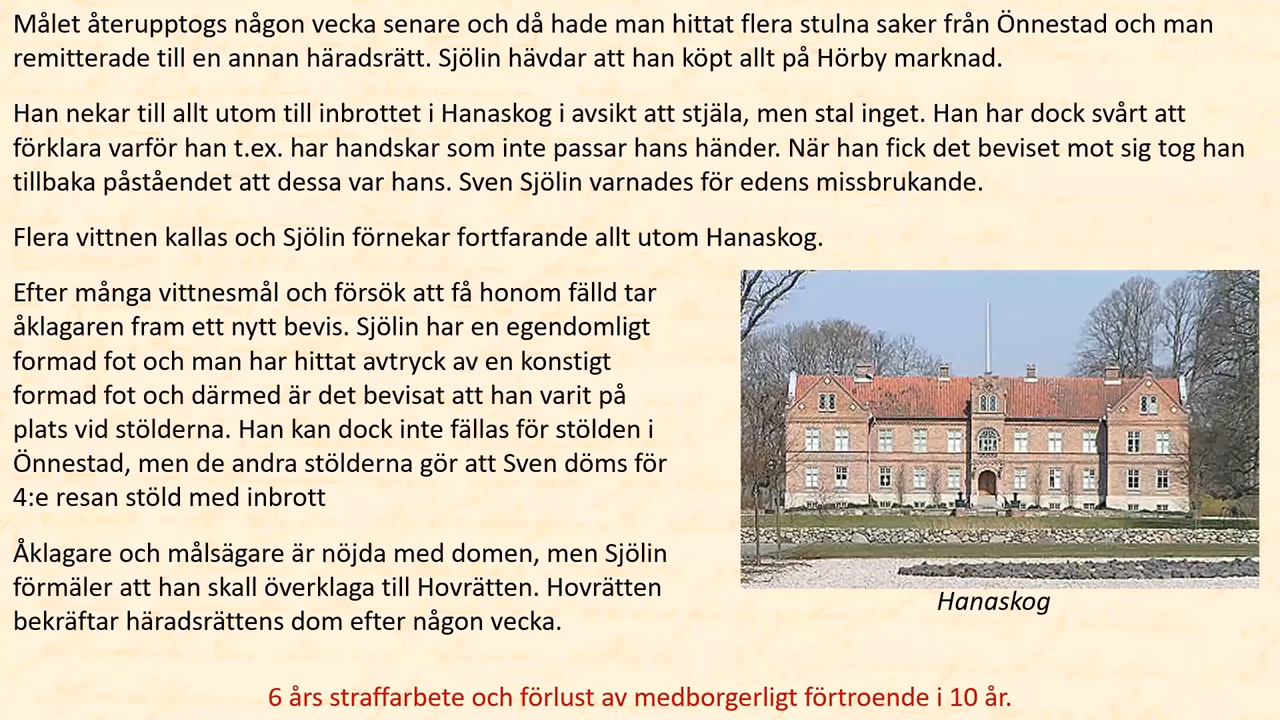 Målet återupptogs någon vecka senare och då hade man hittat flera stulna saker från Önnestad och man
remitterade till en annan häradsrätt. Sjölin hävdar att han köpt allt på Hörby marknad.
Han nekar till allt utom till inbrottet i Hanaskog i avsikt att stjäla, men stal inget. Han har dock svårt att
förklara varför han t.ex. har handskar som inte passar hans händer. När han fick det beviset mot sig tog han
tillbaka påståendet att dessa var hans. Sven Sjölin varnades för edens missbrukande.
Flera vittnen kallas och Sjölin förnekar fortfarande allt utom Hanaskog.
Efter många vittnesmål och försök att få honom fälld tar
åklagaren fram ett nytt bevis. Sjölin har en egendomligt
formad fot och man har hittat avtryck av en konstigt
formad fot och därmed är det bevisat att han varit på
plats vid stölderna. Han kan dock inte fällas för stölden i
Önnestad, men de andra stölderna gör att Sven döms för
4:e resan stöld med inbrott
Åklagare och målsägare är nöjda med domen, men Sjölin
förmäler att han skall överklaga till Hovrätten. Hovrätten
bekräftar häradsrättens dom efter någon vecka.
Hanaskog
6 års straffarbete och förlust av medborgerligt förtroende i 10 år.